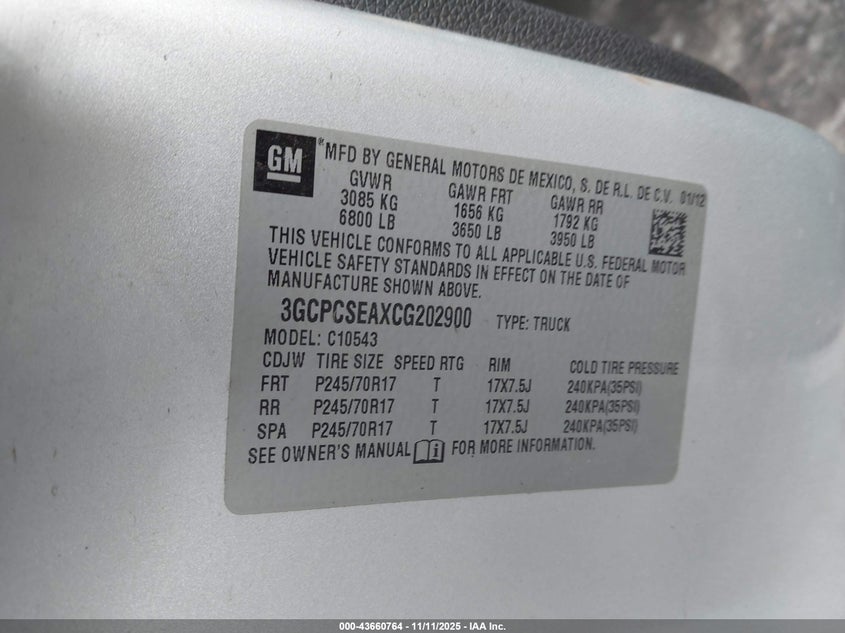 GM
*MFD BY GENERAL MOTORS DE MEXICO, S. DE R.L. DE C.V. 01/12
GVWR GAWR FRT GAWR RR
3085 KG 1656 KG 1792 KG
6800 LB 3650 LB 3950 LB
THIS VEHICLE CONFORMS TO ALL APPLICABLE U.S. FEDERAL MOTOR
VEHICLE SAFETY STANDARDS IN EFFECT ON THE DATE OF
MANUFACTURE SHOWN ABOVE.
3GCPCSEAXCG202900 TYPE: TRUCK
MODEL: C10543
CDJW TIRE SIZE SPEED RTG RIM COLD TIRE PRESSURE
FRT P245/70R17 T 17X7.5J 240KPA(35PSI)
RR P245/70R17 T 17X7.5J 240KPA(35PSI)
SPA P245/70R17 T 17X7.5J 240KPA(35PSI)
SEE OWNER'S MANUAL FOR MORE INFORMATION.
000-43660764 - 11/11/2025 - IAA Inc.